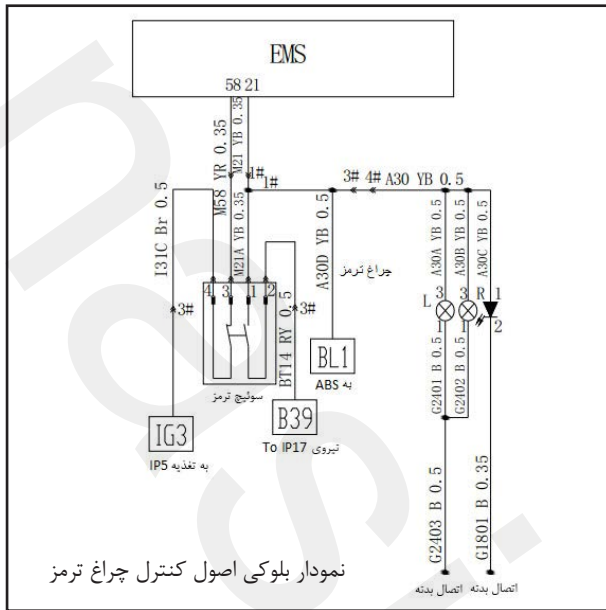 EMS
58 21
M58 YR 0.35
M21 YB 0.35
1#
1#
3# 4# A30 YB 0.5
I31C Br 0.5
M21A YB 0.35
A30D YB 0.5
A30A YB 0.5
A30B YB 0.5
A30C YB 0.5
چراغ ترمز
4 3 1 2
3#
3#
L 3 3 R 1
1 1 2
BT14 RY 0.5
سوئیچ ترمز
BL1
به ABS
G2401 B 0.5
G2402 B 0.5
IG3
به تغذیه IP5
B39
نیروی To IP17
G2403 B 0.5
G1801 B 0.35
اتصال بدنه
اتصال بدنه
نمودار بلوکی اصول کنترل چراغ ترمز